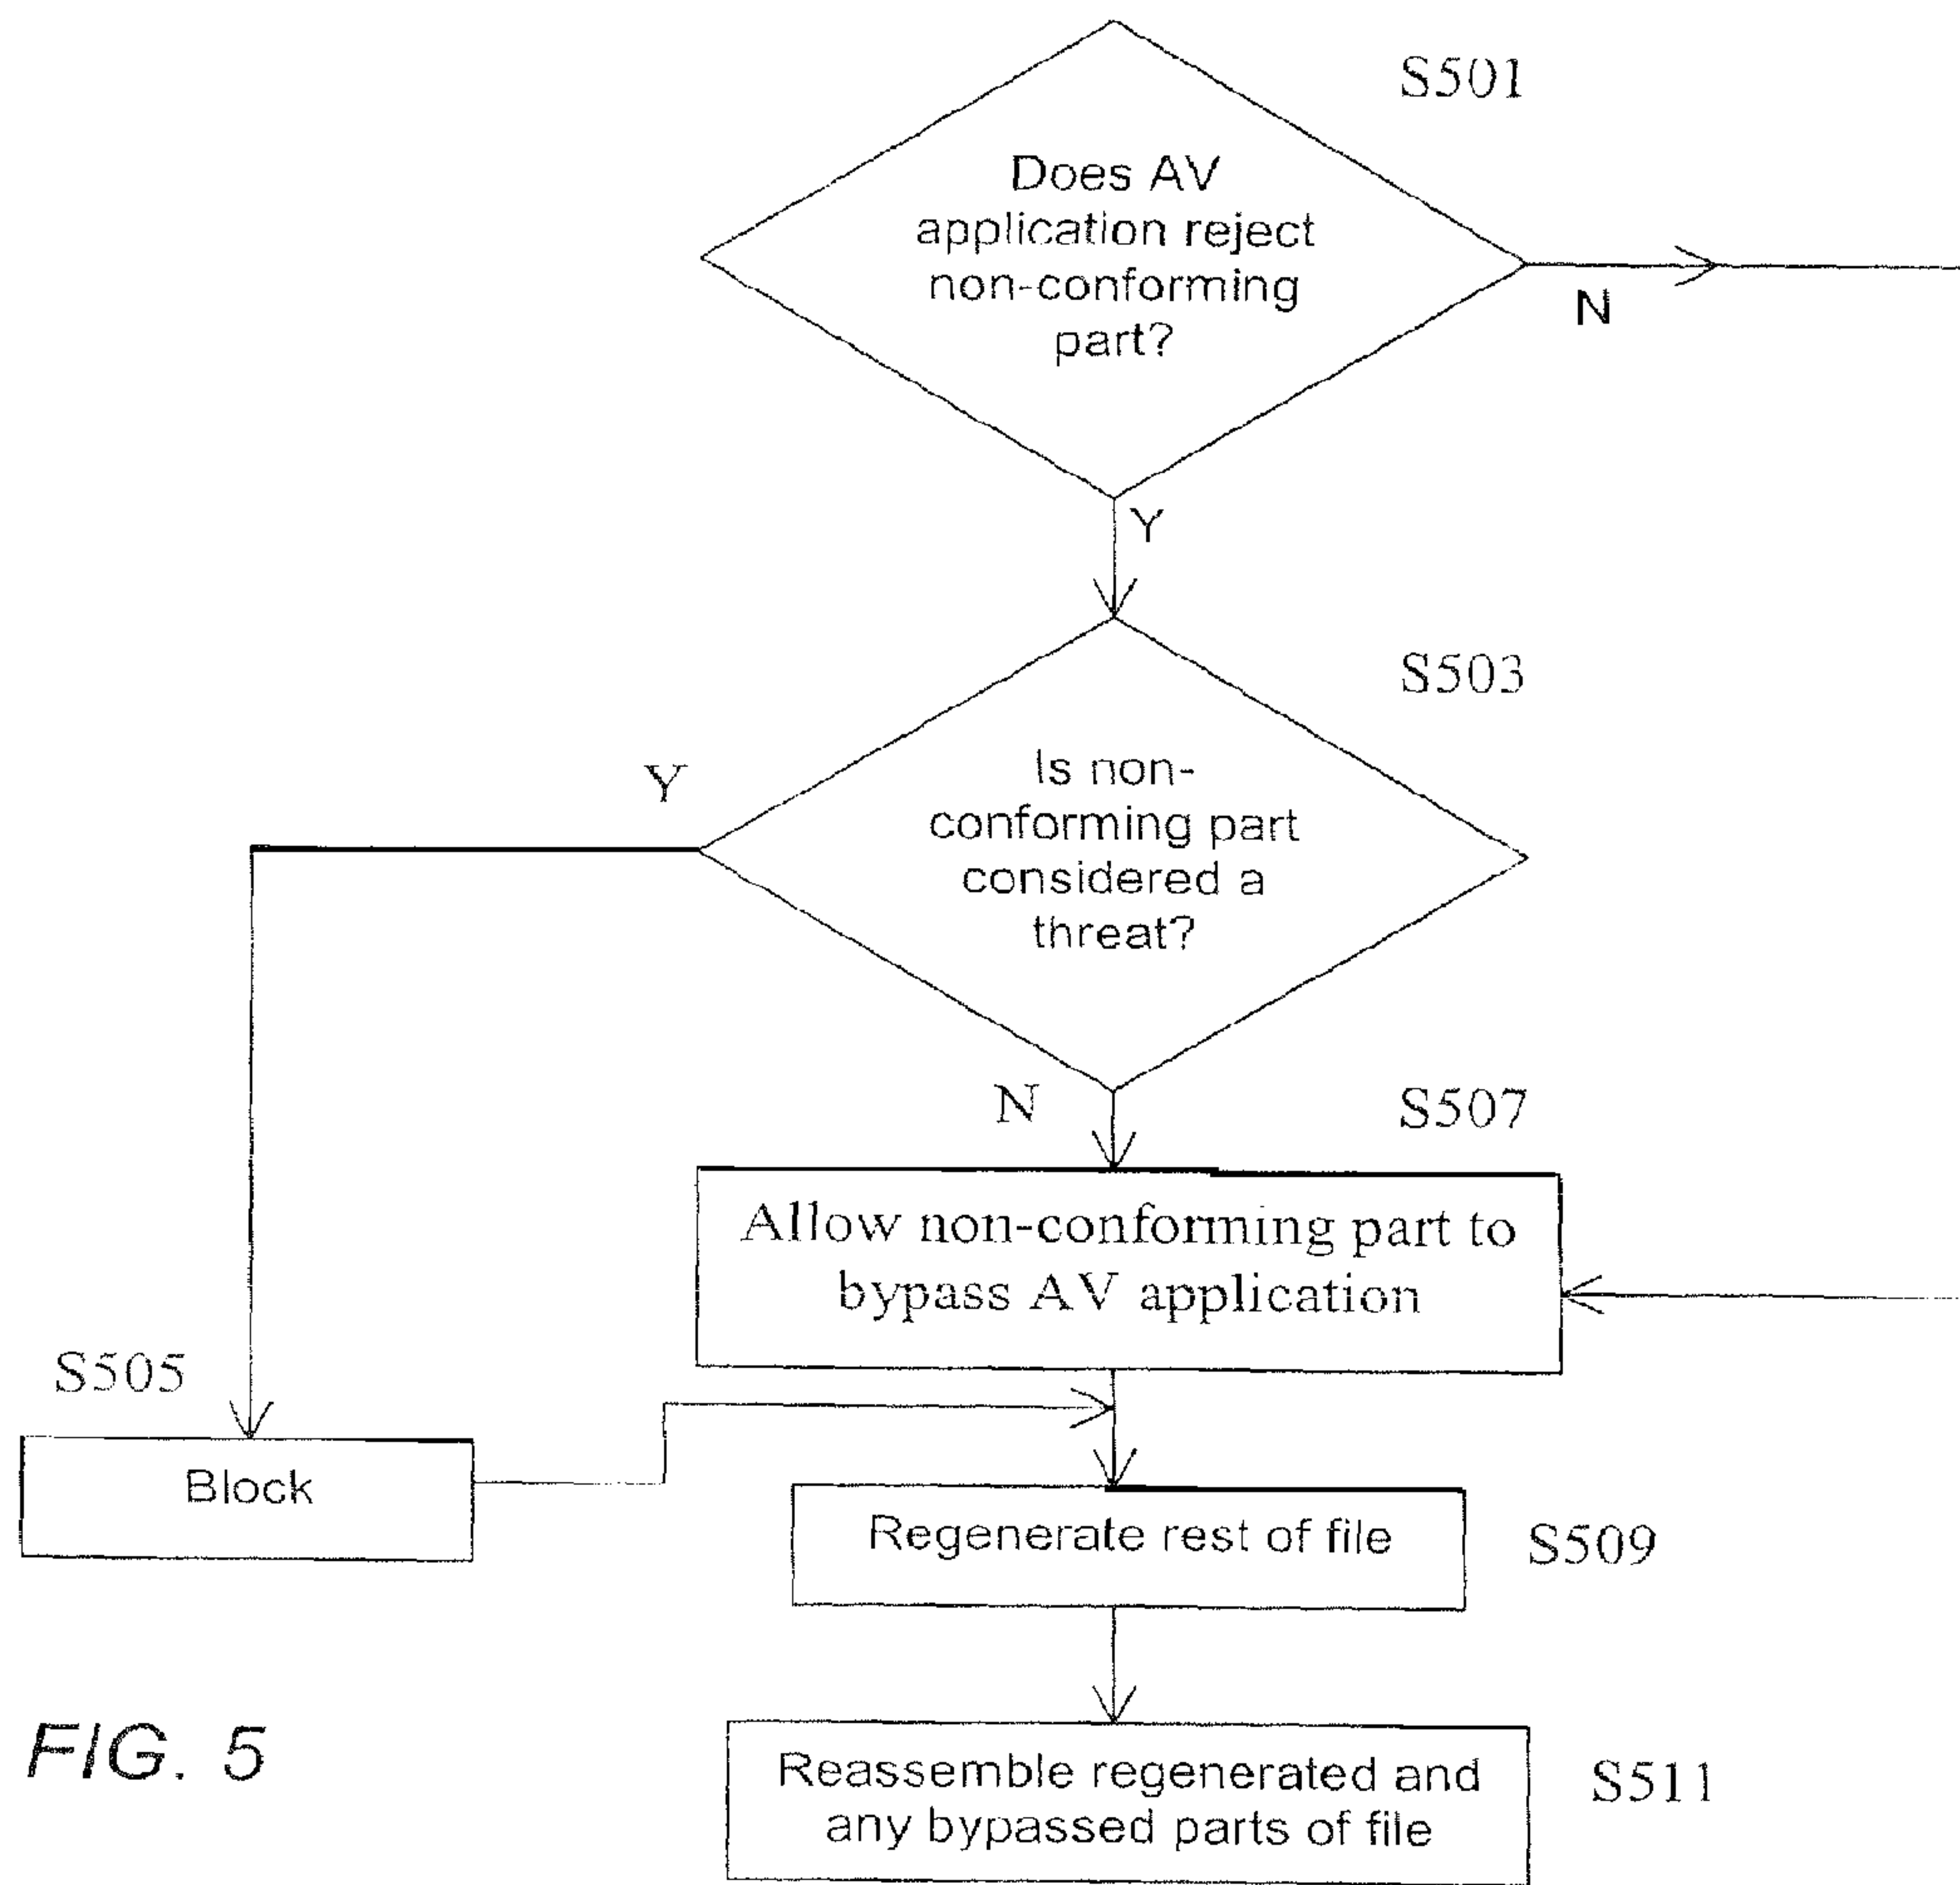 S501
Does AV
application reject
non-conforming
part?
N
Y
S503
Is non-
conforming part
considered a
threat?
Y
N
S507
Allow non-conforming part to
bypass AV application
S505
Block
Regenerate rest of file
S509
Reassemble regenerated and
any bypassed parts of file
S511
FIG. 5